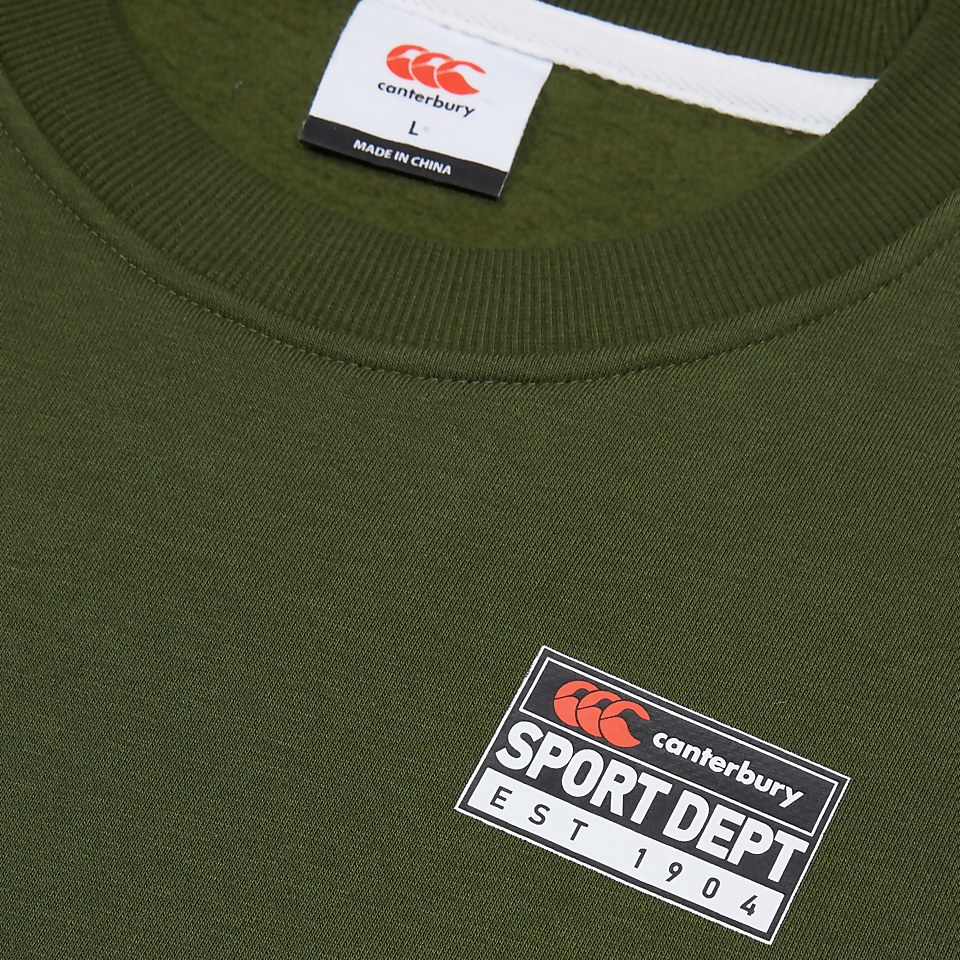 canterbury
L
MADE IN CHINA
canterbury
SPORT DEPT
EST 1904